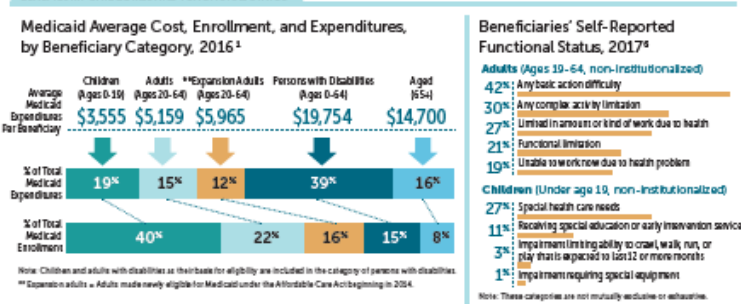 Medicaid Average Cost, Enrollment, and Expenditures,
by Beneficiary Category, 2016¹
Average
Medicaid
Expenditures
Per Beneficiary
Children
(Ages 0-19)
$3,555
Adults
(Ages 20-64)
$5,159
**Expansion Adults
(Ages 20-64)
$5,965
Persons with Disabilities
(Ages 0-64)
$19,754
Aged
(65+)
$14,700
% of Total
Medicaid
Expenditures
19% 15% 12% 39% 16%
% of Total
Medicaid
Enrollment
40% 22% 16% 15% 8%
Note: Children and adults with disabilities as their basis for eligibility are included in the category of persons with disabilities.
** Expansion adults = Adults made newly eligible for Medicaid under the Affordable Care Act beginning in 2014.
Beneficiaries' Self-Reported
Functional Status, 2017⁶
Adults (Ages 19-64, non-institutionalized)
42% Any basic action difficulty
30% Any complex activity limitation
27% Limited in amount or kind of work due to health
21% Functional limitation
19% Unable to work now due to health problem
Children (Under age 19, non-institutionalized)
27% Special health care needs
11% Receiving special education or early intervention service
3% Impairment limiting ability to crawl, walk, run, or
play that is expected to last 12 or more months
1% Impairment requiring special equipment
Note: These categories are not mutually exclusive or exhaustive.